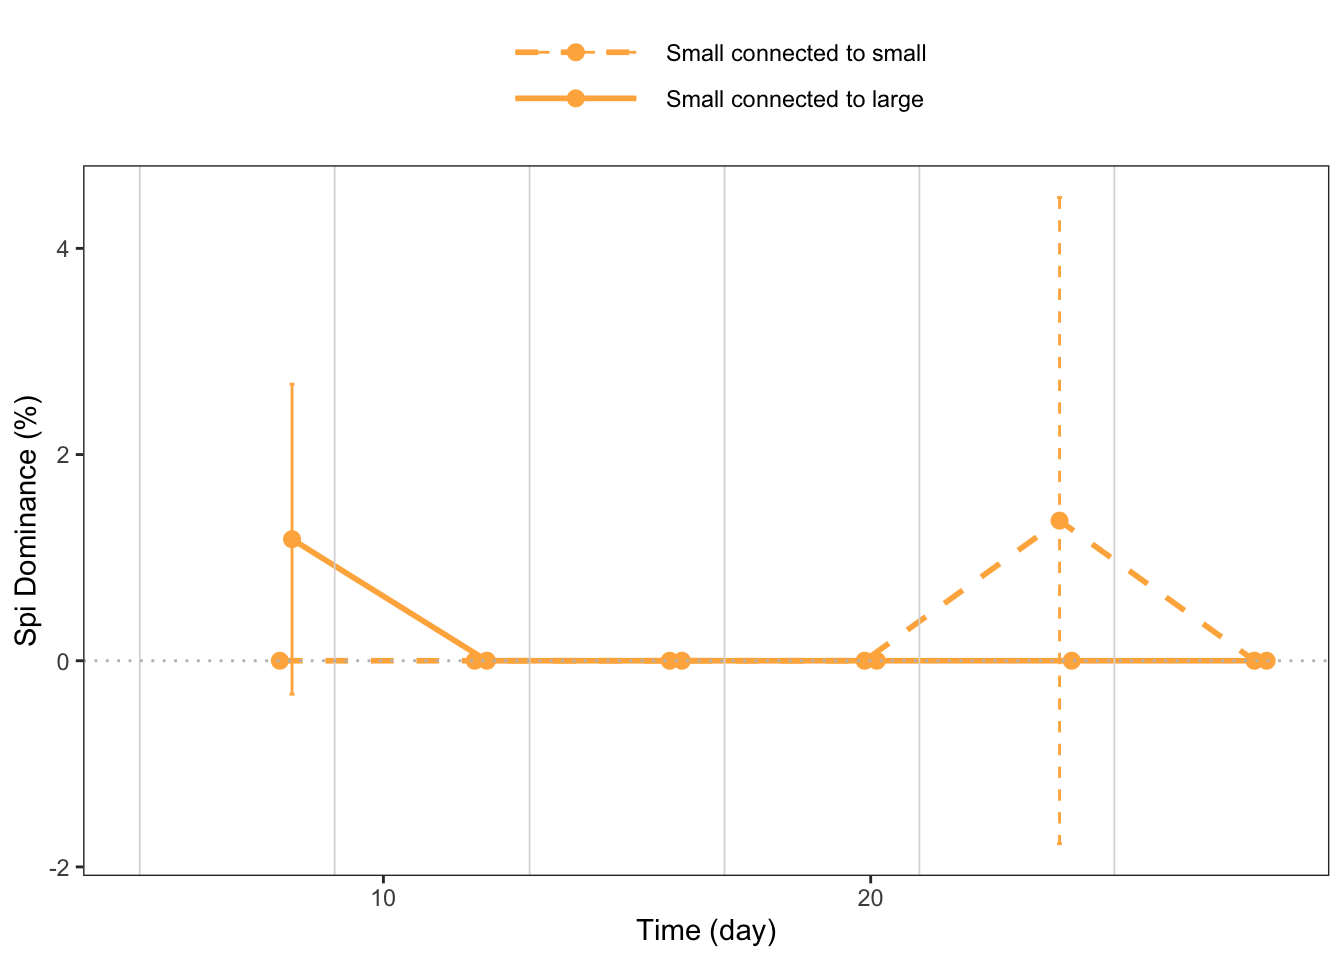 Small connected to small
Small connected to large
Spi Dominance (%)
4
2
0
-2
10
20
Time (day)